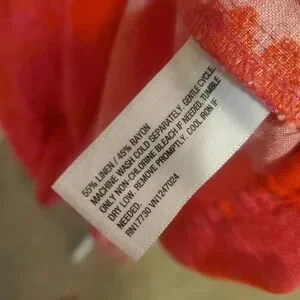 55% LINEN / 45% RAYON
MACHINE WASH COLD SEPARATELY. GENTLE CYCLE.
ONLY NON-CHLORINE BLEACH IF NEEDED. TUMBLE
DRY LOW. REMOVE PROMPTLY. COOL IRON IF
NEEDED.
RN17730 VN1247024